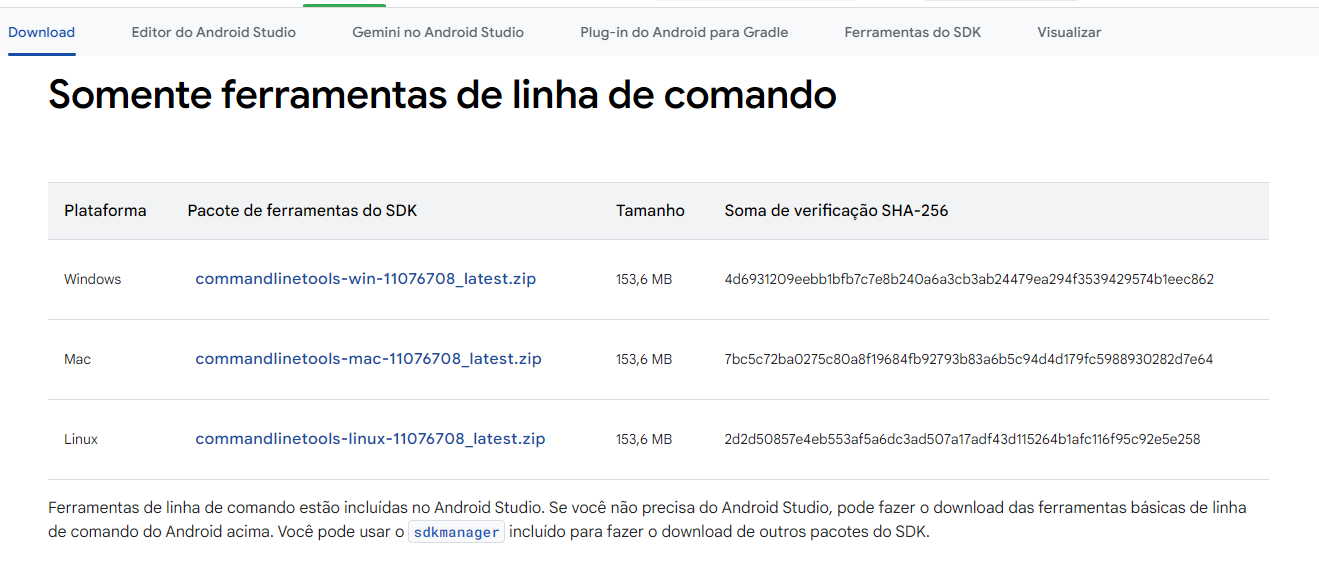 Download Editor do Android Studio Gemini no Android Studio Plug-in do Android para Gradle Ferramentas do SDK Visualizar
Somente ferramentas de linha de comando
Plataforma Pacote de ferramentas do SDK Tamanho Soma de verificação SHA-256
Windows commandlinetools-win-11076708_latest.zip 153,6 MB 4d6931209eebb1bfb7c7e8b240a6a3cb3ab24479ea294f3539429574b1eec862
Mac commandlinetools-mac-11076708_latest.zip 153,6 MB 7bc5c72ba0275c80a8f19684fb92793b83a6b5c94d4d179fc5988930282d7e64
Linux commandlinetools-linux-11076708_latest.zip 153,6 MB 2d2d50857e4eb553af5a6dc3ad507a17adf43d115264b1afc116f95c92e5e258
Ferramentas de linha de comando estão incluídas no Android Studio. Se você não precisa do Android Studio, pode fazer o download das ferramentas básicas de linha
de comando do Android acima. Você pode usar o sdkmanager incluído para fazer o download de outros pacotes do SDK.